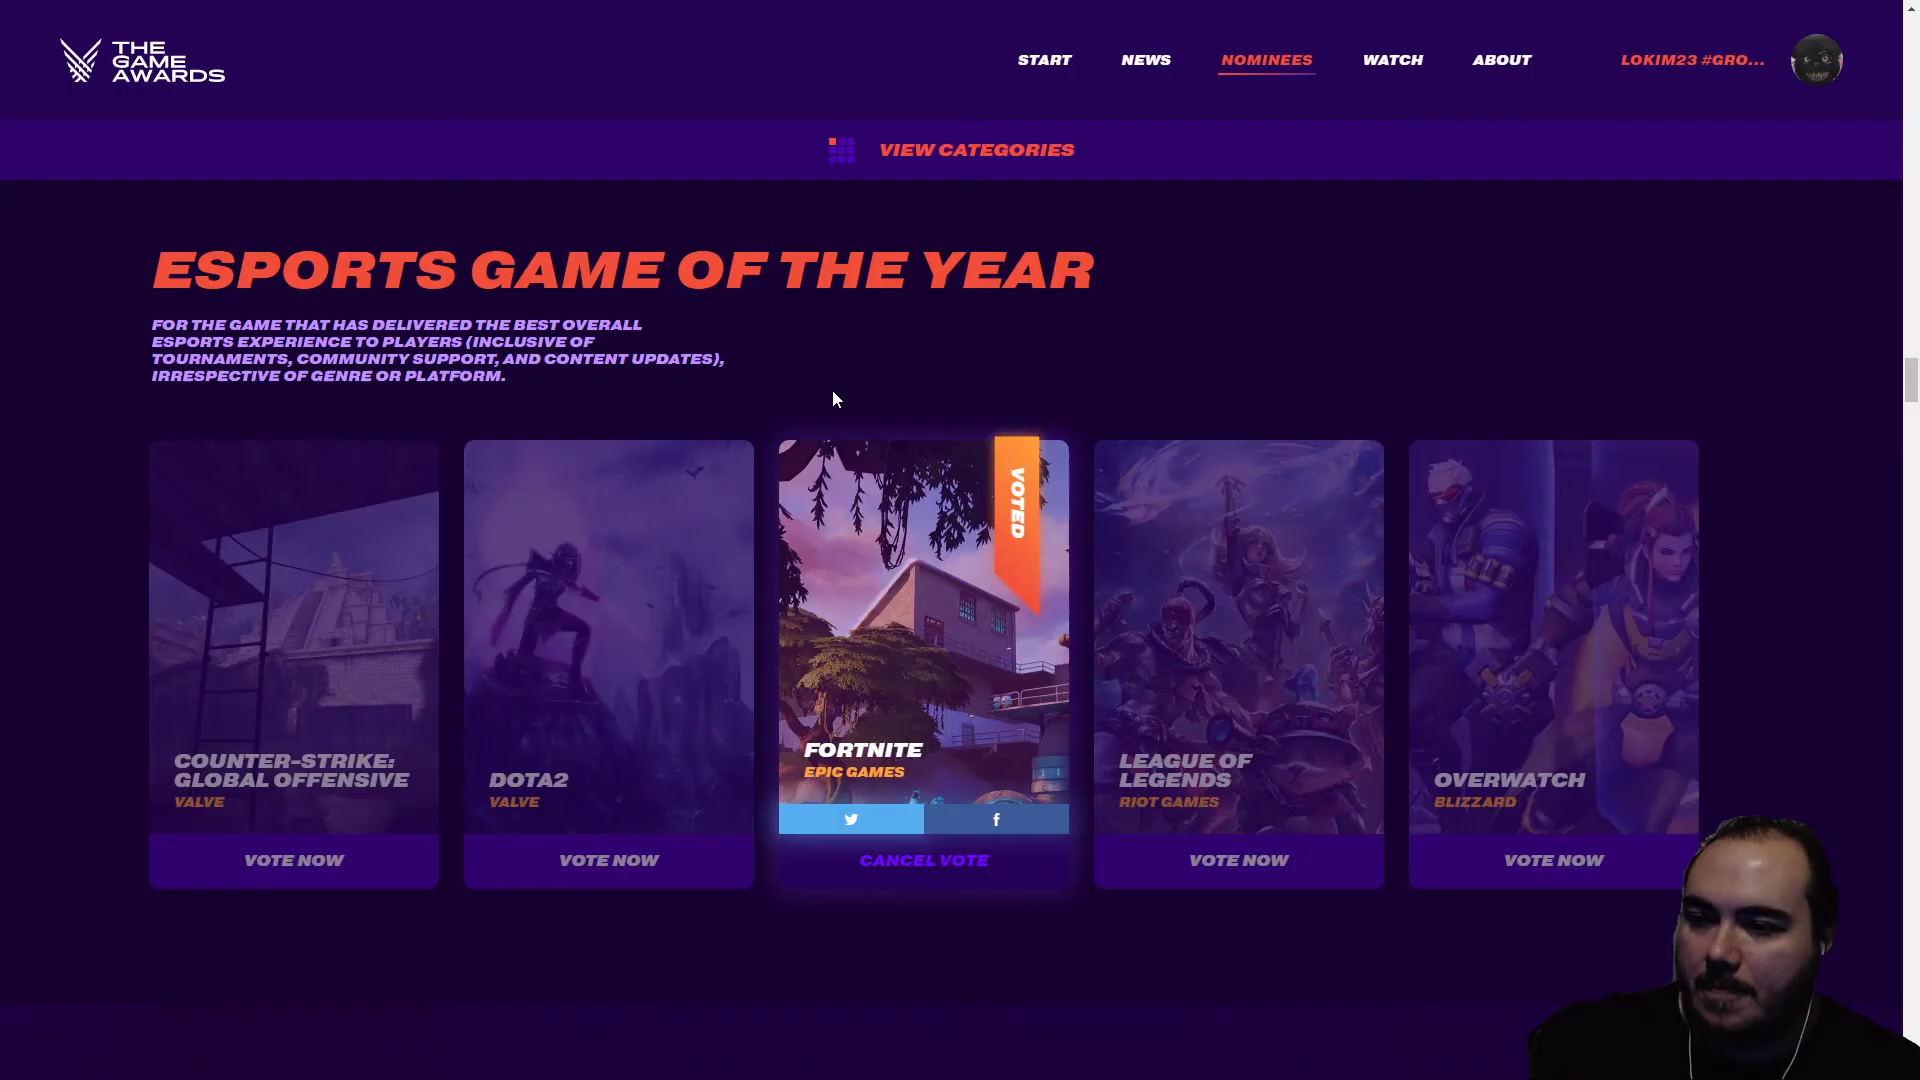 THE
GAME
AWARDS
START NEWS NOMINEES WATCH ABOUT LOKIM23 #GRO...
VIEW CATEGORIES
ESPORTS GAME OF THE YEAR
FOR THE GAME THAT HAS DELIVERED THE BEST OVERALL
ESPORTS EXPERIENCE TO PLAYERS (INCLUSIVE OF
TOURNAMENTS, COMMUNITY SUPPORT, AND CONTENT UPDATES),
IRRESPECTIVE OF GENRE OR PLATFORM.
COUNTER-STRIKE:
GLOBAL OFFENSIVE
VALVE
VOTE NOW
DOTA2
VALVE
VOTE NOW
VOTED
FORTNITE
EPIC GAMES
CANCEL VOTE
LEAGUE OF
LEGENDS
RIOT GAMES
VOTE NOW
OVERWATCH
BLIZZARD
VOTE NOW